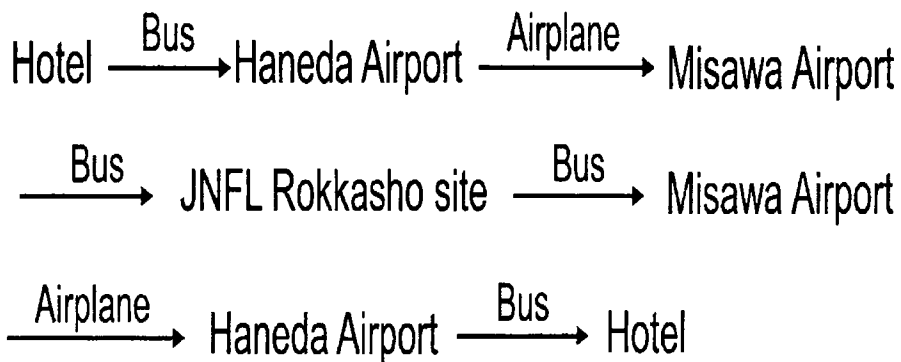 Hotel Bus Haneda Airport Airplane Misawa Airport
Bus JNFL Rokkasho site Bus Misawa Airport
Airplane Haneda Airport Bus Hotel